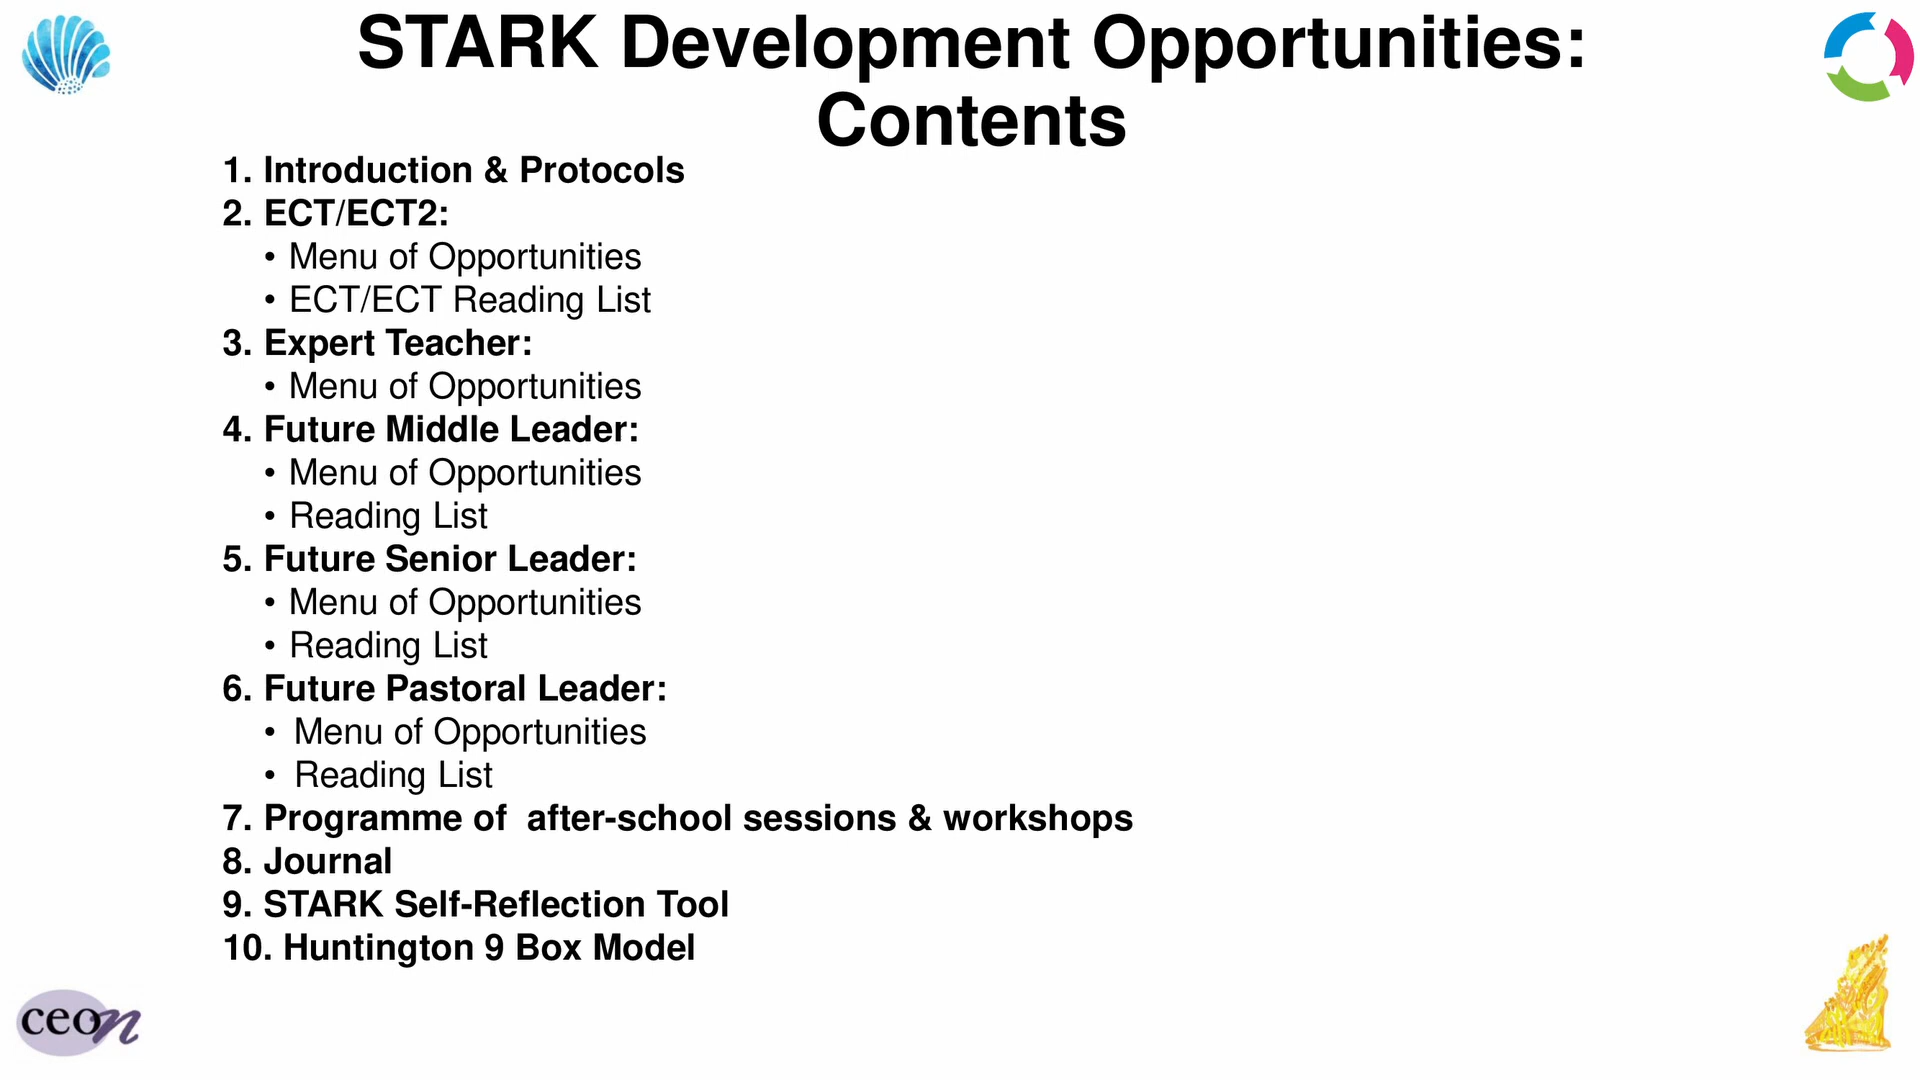 STARK Development Opportunities:
Contents
1. Introduction & Protocols
2. ECT/ECT2:
• Menu of Opportunities
• ECT/ECT Reading List
3. Expert Teacher:
• Menu of Opportunities
4. Future Middle Leader:
• Menu of Opportunities
• Reading List
5. Future Senior Leader:
• Menu of Opportunities
• Reading List
6. Future Pastoral Leader:
• Menu of Opportunities
• Reading List
7. Programme of  after-school sessions & workshops
8. Journal
9. STARK Self-Reflection Tool
10. Huntington 9 Box Model
ceon